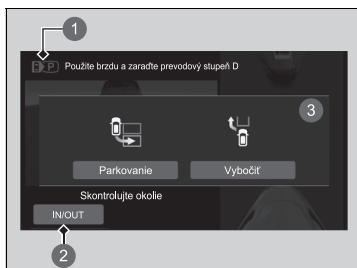 1
P Použite brzdu a zaraďte prevodový stupeň D
3
Parkovanie
Vybočiť
Skontrolujte okolie
IN/OUT
2